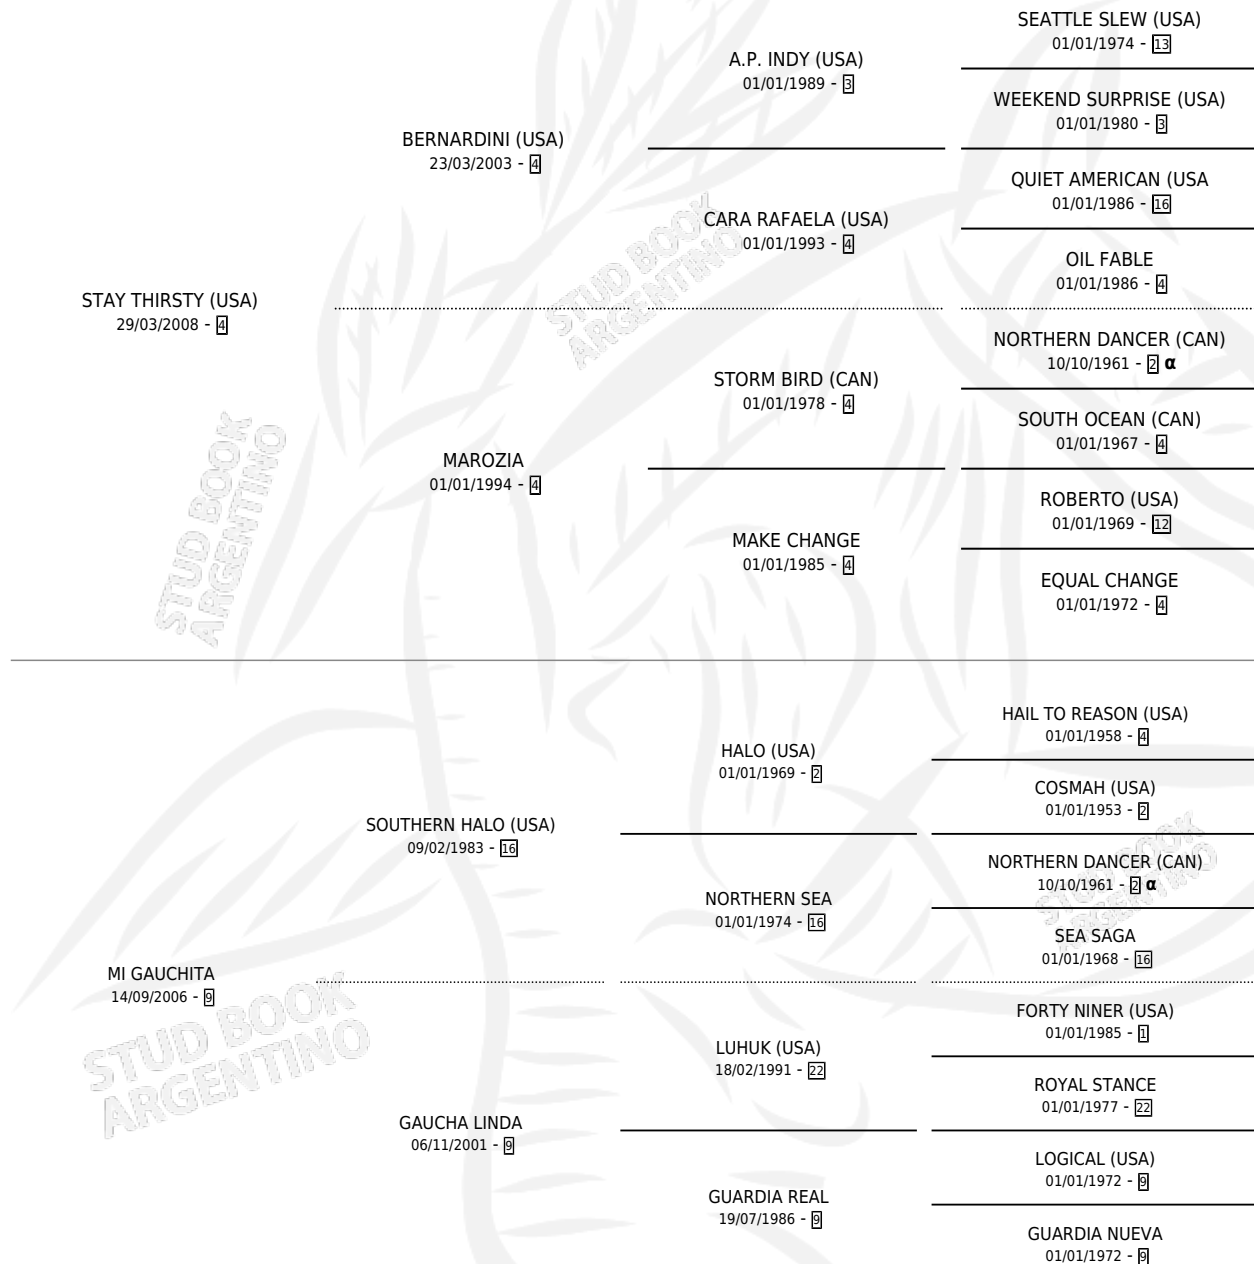 SEATTLE SLEW (USA)
01/01/1974 - 13
A.P. INDY (USA)
01/01/1989 - 3
WEEKEND SURPRISE (USA)
01/01/1980 - 3
BERNARDINI (USA)
23/03/2003 - 4
QUIET AMERICAN (USA
01/01/1986 - 16
CARA RAFAELA (USA)
01/01/1993 - 4
OIL FABLE
01/01/1986 - 4
STAY THIRSTY (USA)
29/03/2008 - 4
NORTHERN DANCER (CAN)
10/10/1961 - 2 α
STORM BIRD (CAN)
01/01/1978 - 4
SOUTH OCEAN (CAN)
01/01/1967 - 4
MAROZIA
01/01/1994 - 4
ROBERTO (USA)
01/01/1969 - 12
MAKE CHANGE
01/01/1985 - 4
EQUAL CHANGE
01/01/1972 - 4
HAIL TO REASON (USA)
01/01/1958 - 4
HALO (USA)
01/01/1969 - 2
COSMAH (USA)
01/01/1953 - 2
SOUTHERN HALO (USA)
09/02/1983 - 16
NORTHERN DANCER (CAN)
10/10/1961 - 2 α
NORTHERN SEA
01/01/1974 - 16
SEA SAGA
01/01/1968 - 16
MI GAUCHITA
14/09/2006 - 9
FORTY NINER (USA)
01/01/1985 - 1
LUHUK (USA)
18/02/1991 - 22
ROYAL STANCE
01/01/1977 - 22
GAUCHA LINDA
06/11/2001 - 9
LOGICAL (USA)
01/01/1972 - 9
GUARDIA REAL
19/07/1986 - 9
GUARDIA NUEVA
01/01/1972 - 9
STUD BOOK
ARGENTINO
STUD BOOK
ARGENTINO
STUD BOOK
ARGENTINO
STUD BOOK
ARGENTINO